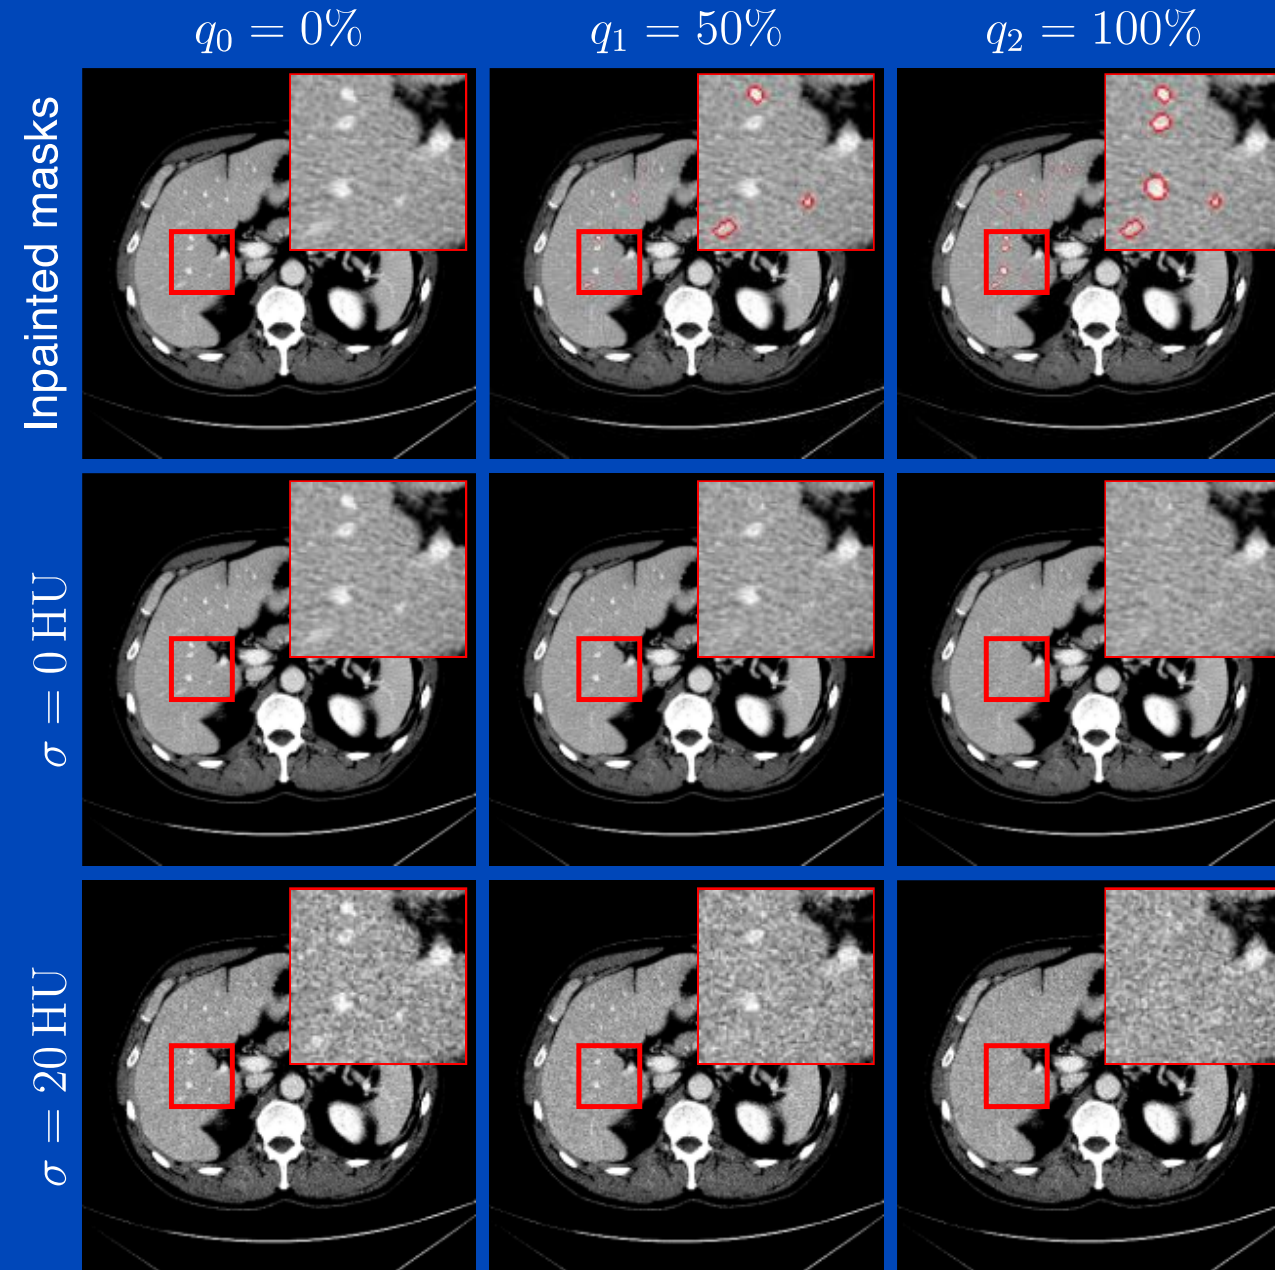 q₀ = 0%
q₁ = 50%
q₂ = 100%
Inpainted masks
σ = 0 HU
σ = 20 HU